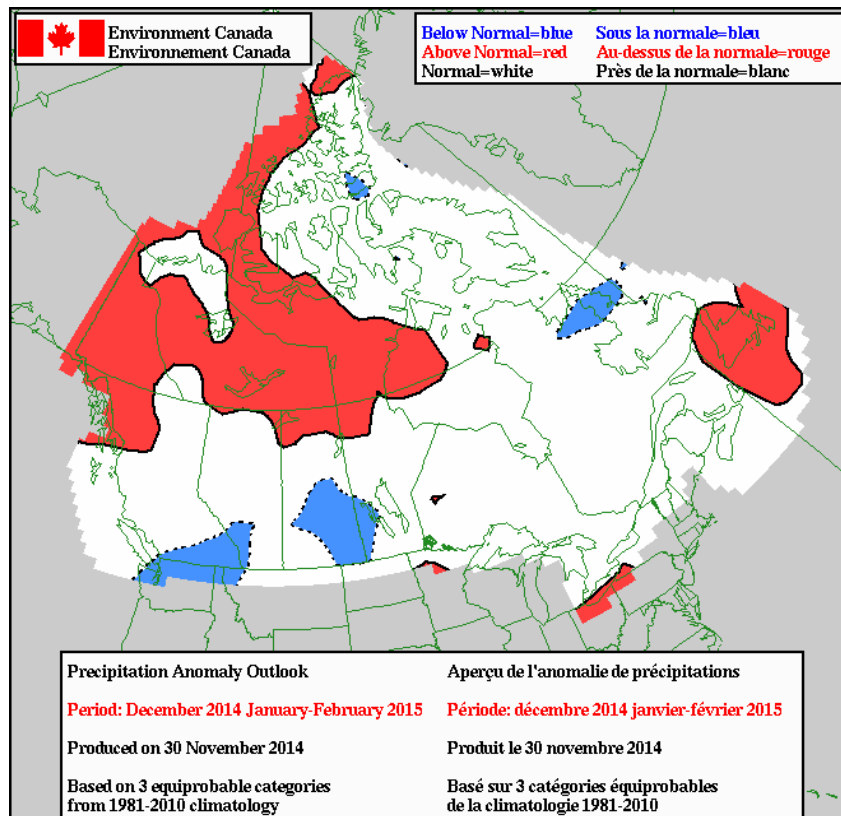 Environment Canada
Environnement Canada
Below Normal=blue
Above Normal=red
Normal=white
Sous la normale=bleu
Au-dessus de la normale=rouge
Près de la normale=blanc
Precipitation Anomaly Outlook
Period: December 2014 January-February 2015
Produced on 30 November 2014
Based on 3 equiprobable categories
from 1981-2010 climatology
Aperçu de l'anomalie de précipitations
Période: décembre 2014 janvier-février 2015
Produit le 30 novembre 2014
Basé sur 3 catégories équiprobables
de la climatologie 1981-2010